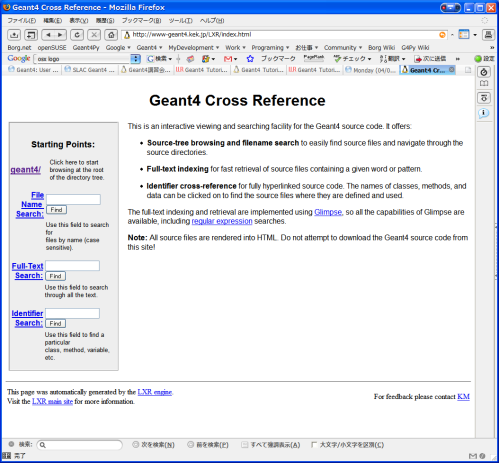 Geant4 Cross Reference - Mozilla Firefox
ファイル(F) 編集(E) 表示(V) 履歴(S) ブックマーク(B) ツール(T) ヘルプ(H)
http://www-geant4.kek.jp/LXR/index.html
Borg.net openSUSE Geant4Py Google Geant4 MyDevelopment Work Programing お仕事 Community Borg Wiki G4Py Wiki
Google oss logo 検索 ブックマーク PageRank チェック 翻訳 次に送信 設定
Geant4: User ... SLAC Geant4 ... Geant4講習会... Geant4 Tutori... Geant4 Tutor... Geant4 Tutor... Monday (04/0... Geant4 Cr...
Geant4 Cross Reference
Starting Points:
geant4/
Click here to start
browsing at the root
of the directory tree.
File
Name
Search:
Find
Use this field to search
for
files by name (case
sensitive).
Full-Text
Search:
Find
Use this field to search
through all the text.
Identifier
Search:
Find
Use this field to find a
particular
class, method, variable,
etc.
This is an interactive viewing and searching facility for the Geant4 source code. It offers:
Source-tree browsing and filename search to easily find source files and navigate through the
source directories.
Full-text indexing for fast retrieval of source files containing a given word or pattern.
Identifier cross-reference for fully hyperlinked source code. The names of classes, methods, and
data can be clicked on to find the source files where they are defined and used.
The full-text indexing and retrieval are implemented using Glimpse, so all the capabilities of Glimpse are
available, including regular expression searches.
Note: All source files are rendered into HTML. Do not attempt to download the Geant4 source code from
this site!
This page was automatically generated by the LXR engine.
Visit the LXR main site for more information.
For feedback please contact KM
検索: 次を検索(N) 前を検索(P) すべて強調表示(A) 大文字/小文字を区別(C)
完了